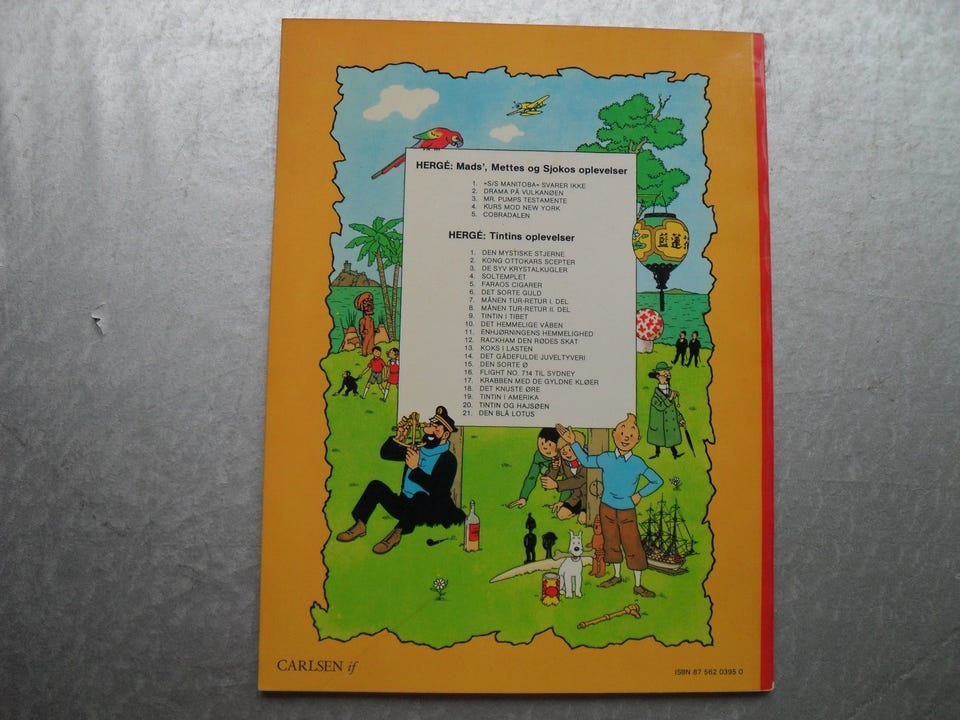 HERGÉ: Mads', Mettes og Sjokos oplevelser
1. »S/S MANITOBA« SVARER IKKE
2. DRAMA PÅ VULKANØEN
3. MR. PUMPS TESTAMENTE
4. KURS MOD NEW YORK
5. COBRADALEN
HERGÉ: Tintins oplevelser
1. DEN MYSTISKE STJERNE
2. KONG OTTOKARS SCEPTER
3. DE SYV KRYSTALKUGLER
4. SOLTEMPLET
5. FARAOS CIGARER
6. DET SORTE GULD
7. MÅNEN TUR-RETUR I. DEL
8. MÅNEN TUR-RETUR II. DEL
9. TINTIN I TIBET
10. DET HEMMELIGE VÅBEN
11. ENHJØRNINGENS HEMMELIGHED
12. RACKHAM DEN RØDES SKAT
13. KOKS I LASTEN
14. DET GÅDEFULDE JUVELTYVERI
15. DEN SORTE Ø
16. FLIGHT NO. 714 TIL SYDNEY
17. KRABBEN MED DE GYLDNE KLØER
18. DET KNUSTE ØRE
19. TINTIN I AMERIKA
20. TINTIN OG HAJSØEN
21. DEN BLÅ LOTUS
CARLSEN if
ISBN 87 562 0395 0